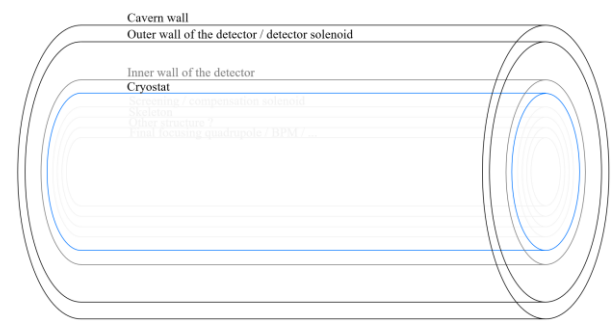 Cavern wall
Outer wall of the detector / detector solenoid
Inner wall of the detector
Cryostat
Screening / compensation solenoid
Skeleton
Other structure ?
Final focusing quadrupole / BPM / ...